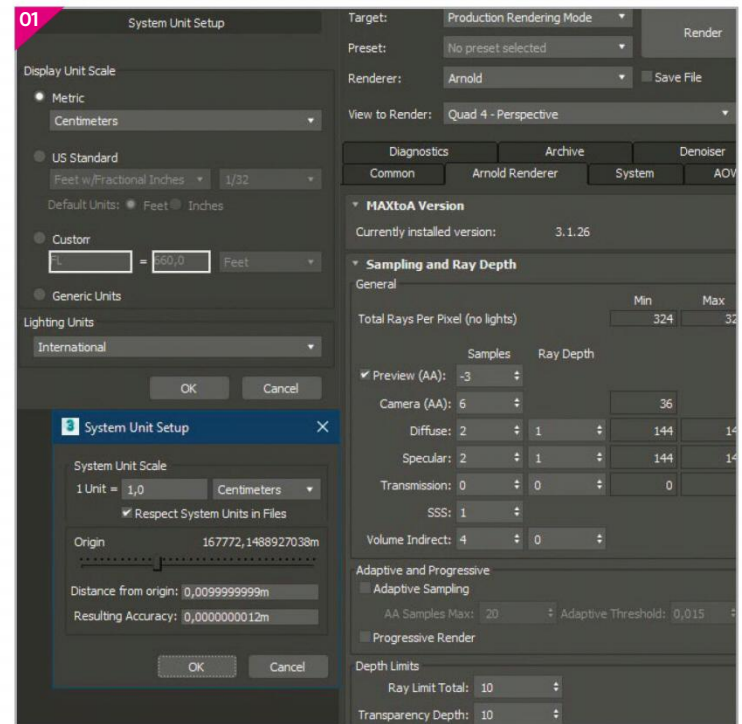 01
System Unit Setup
Display Unit Scale
Metric
Centimeters
US Standard
Feet w/Fractional Inches 1/32
Default Units: Feet Inches
Custom
FL = 660,0 Feet
Generic Units
Lighting Units
International
OK Cancel
3 System Unit Setup
System Unit Scale
1 Unit = 1,0 Centimeters
Respect System Units in Files
Origin 167772,1488927038m
Distance from origin: 0,0099999999m
Resulting Accuracy: 0,0000000012m
OK Cancel
Target: Production Rendering Mode
Render
Preset: No preset selected
Renderer: Arnold Save File
View to Render: Quad 4 - Perspective
Diagnostics Archive Denoiser
Common Arnold Renderer System AOV
MAXtoA Version
Currently installed version: 3.1.26
Sampling and Ray Depth
General
Min Max
Total Rays Per Pixel (no lights) 324 32
Samples Ray Depth
Preview (AA): -3
Camera (AA): 6 36
Diffuse: 2 1 144 14
Specular: 2 1 144 14
Transmission: 0 0 0
SSS: 1
Volume Indirect: 4 0
Adaptive and Progressive
Adaptive Sampling
AA Samples Max: 20 Adaptive Threshold: 0,015
Progressive Render
Depth Limits
Ray Limit Total: 10
Transparency Depth: 10